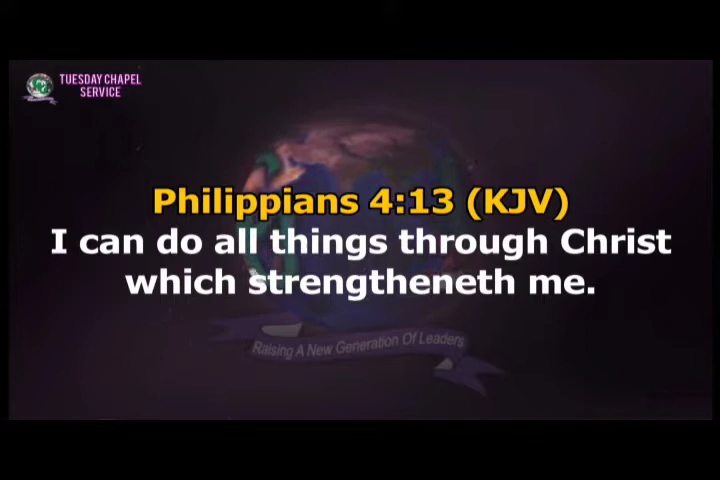 TUESDAY CHAPEL
SERVICE
Philippians 4:13 (KJV)
I can do all things through Christ
which strengtheneth me.
Raising A New Generation Of Leaders